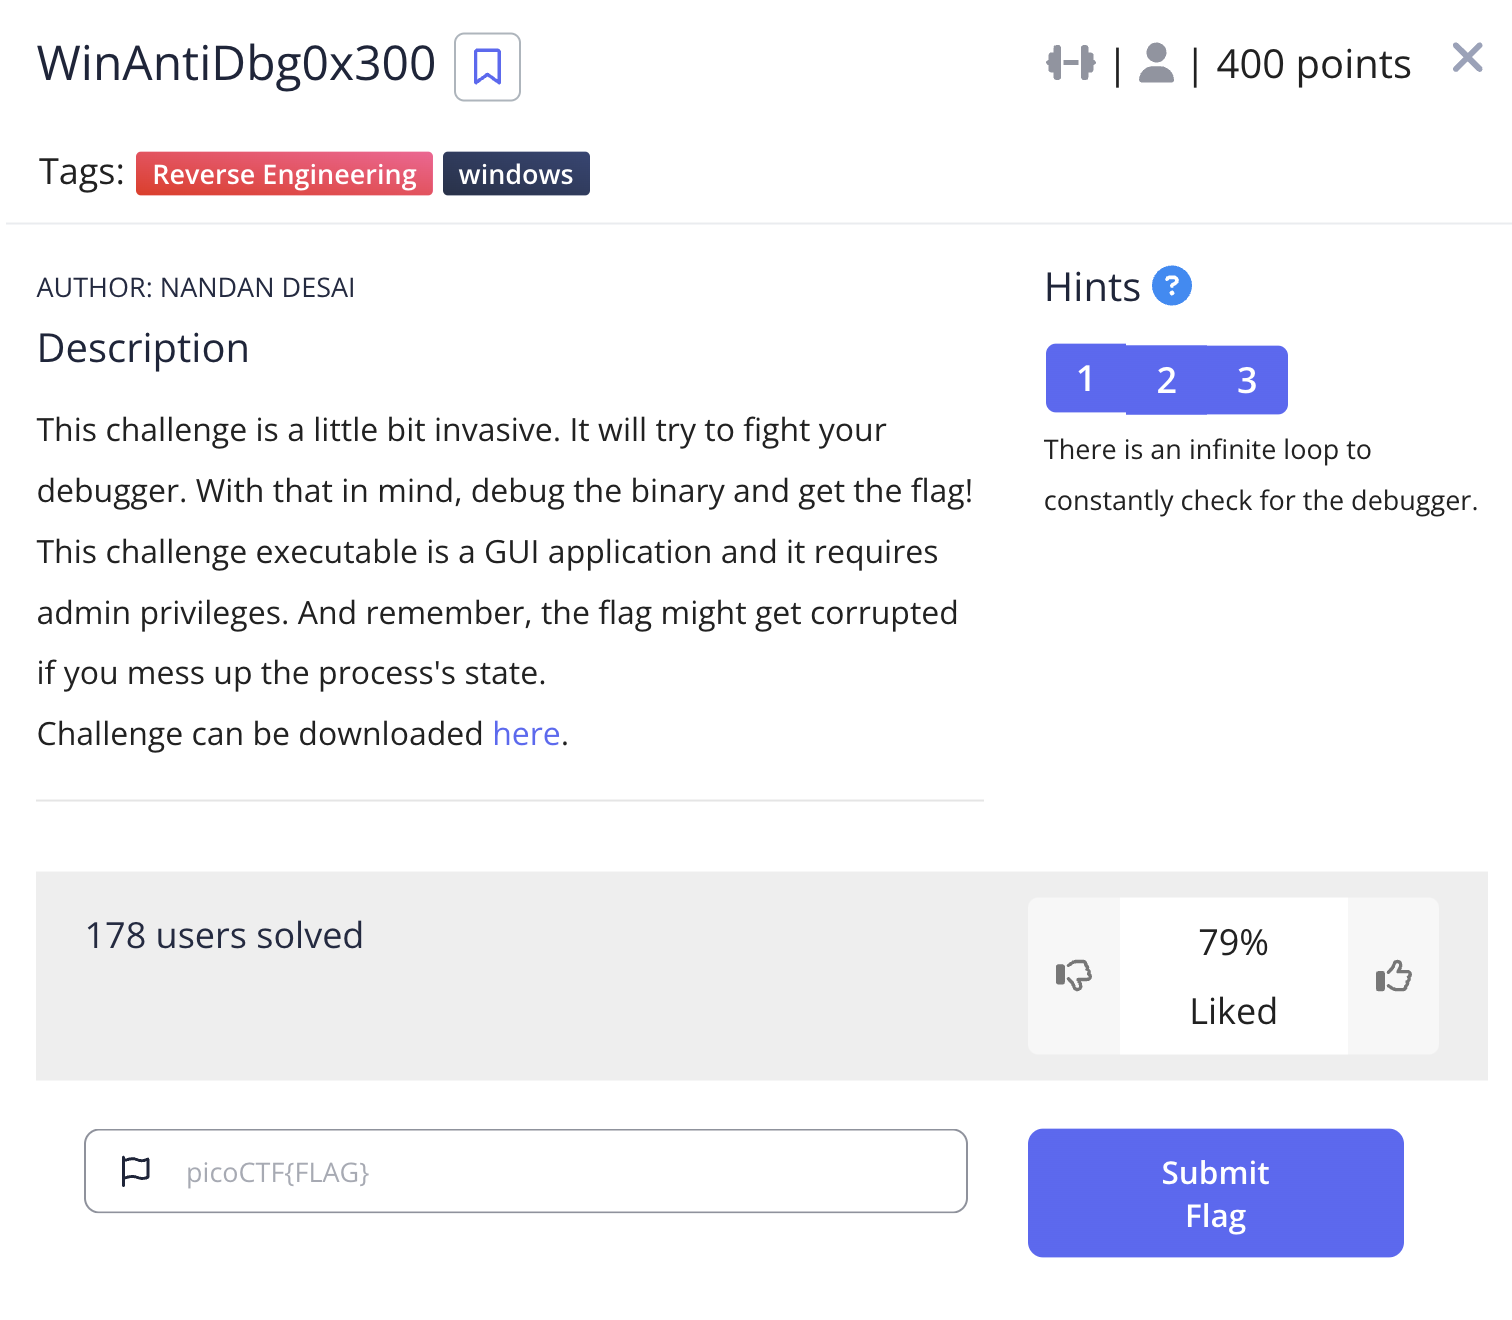 WinAntiDbg0x300
| | 400 points
Tags: Reverse Engineering windows
AUTHOR: NANDAN DESAI
Description
This challenge is a little bit invasive. It will try to fight your
debugger. With that in mind, debug the binary and get the flag!
This challenge executable is a GUI application and it requires
admin privileges. And remember, the flag might get corrupted
if you mess up the process's state.
Challenge can be downloaded here.
Hints ?
1 2 3
There is an infinite loop to
constantly check for the debugger.
178 users solved
79%
Liked
picoCTF{FLAG}
Submit
Flag